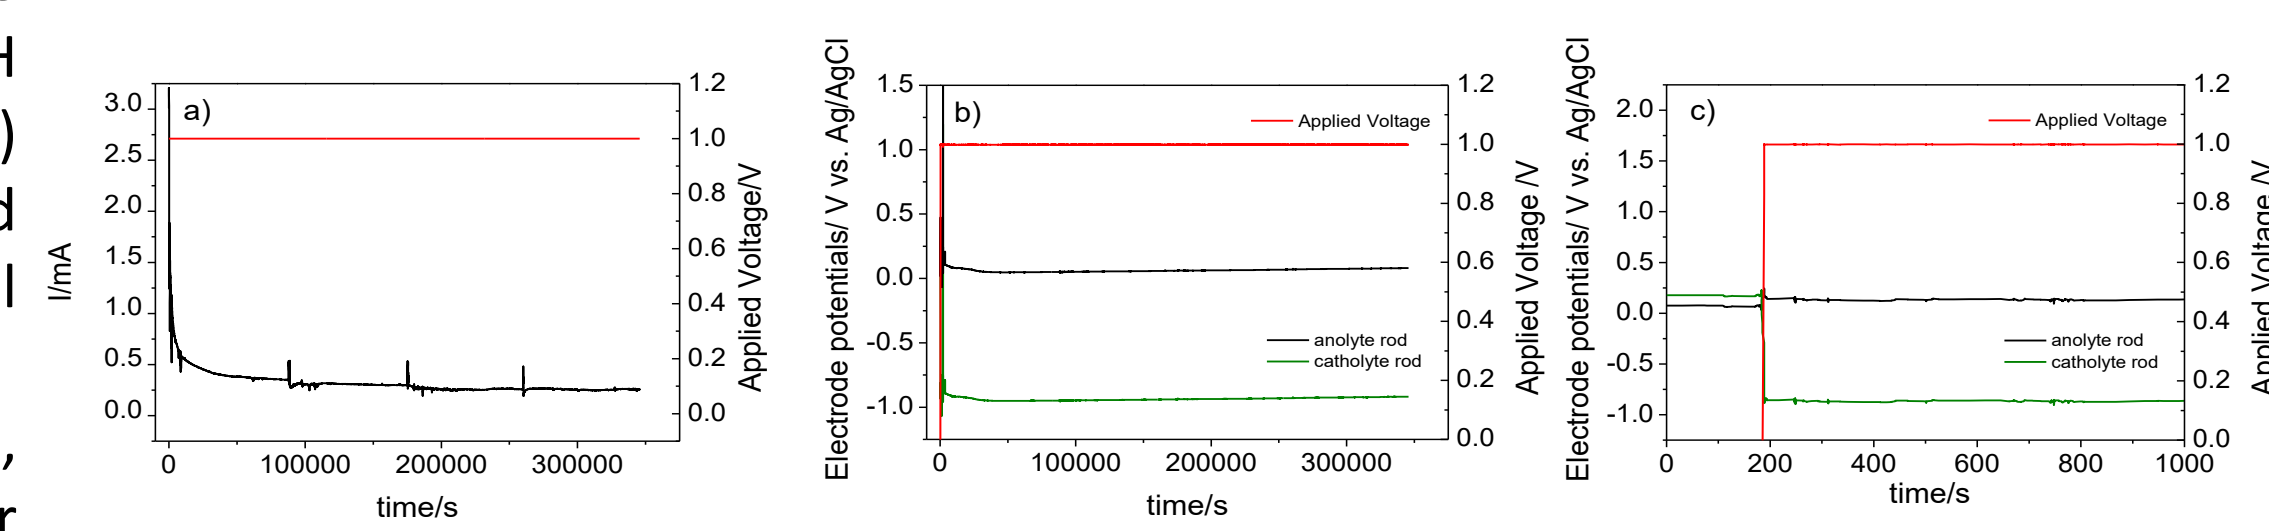 H
)
d
l
,
r
a)
3.0
2.5
2.0
1.5
1.0
0.5
0.0
I/mA
1.2
1.0
0.8
0.6
0.4
0.2
0.0
Applied Voltage/V
0 100000 200000 300000
time/s
b)
Electrode potentials/ V vs. Ag/AgCl
1.5
1.0
0.5
0.0
-0.5
-1.0
Applied Voltage
anolyte rod
catholyte rod
1.2
1.0
0.8
0.6
0.4
0.2
0.0
Applied Voltage /V
0 100000 200000 300000
time/s
c)
Electrode potentials/ V vs. Ag/AgCl
2.0
1.5
1.0
0.5
0.0
-0.5
-1.0
Applied Voltage
anolyte rod
catholyte rod
1.2
1.0
0.8
0.6
0.4
0.2
0.0
Applied Voltage /V
0 200 400 600 800 1000
time/s